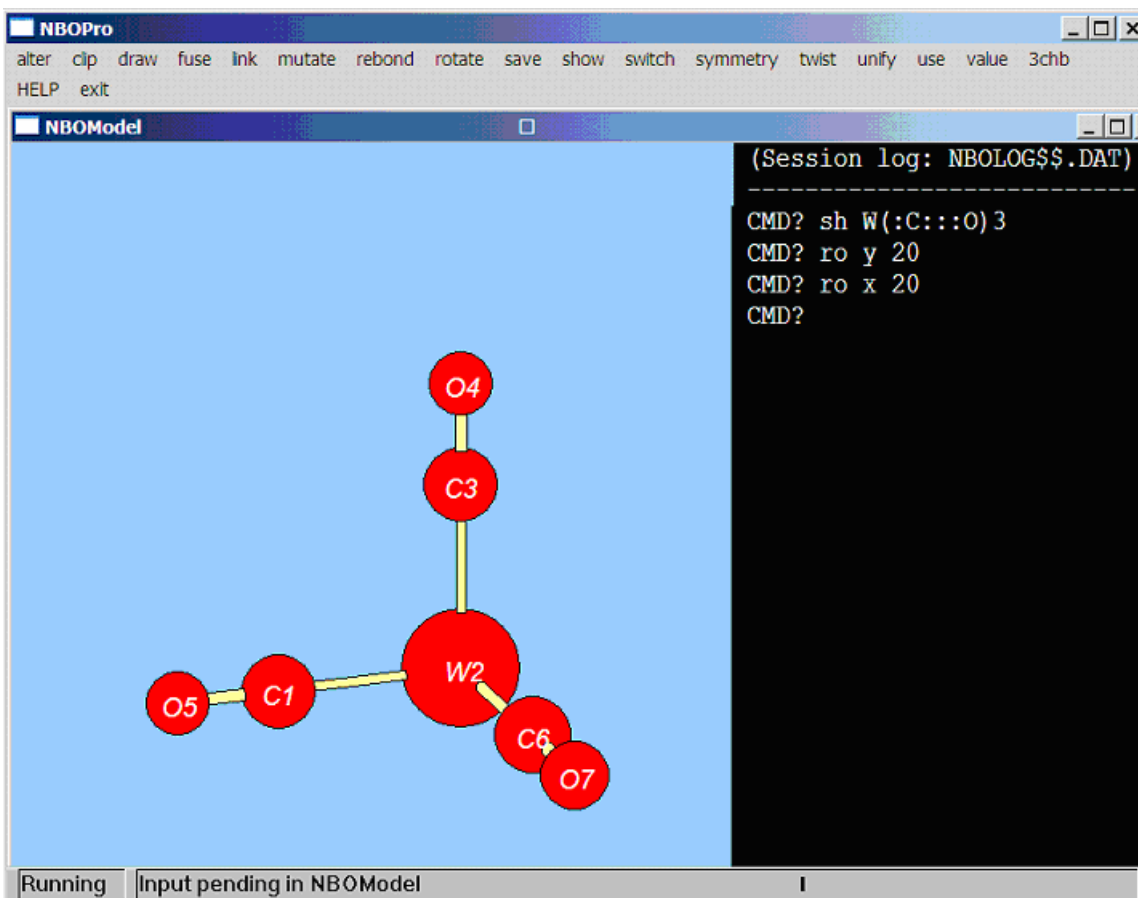 NBOPro
alter clip draw fuse link mutate rebond rotate save show switch symmetry twist unify use value 3chb
HELP exit
NBOModel
(Session log: NBOLOG$$.DAT)
---------------------------
CMD? sh W(:C:::O)3
CMD? ro y 20
CMD? ro x 20
CMD?
O4
C3
W2
C1
O5
C6
O7
Running Input pending in NBOModel